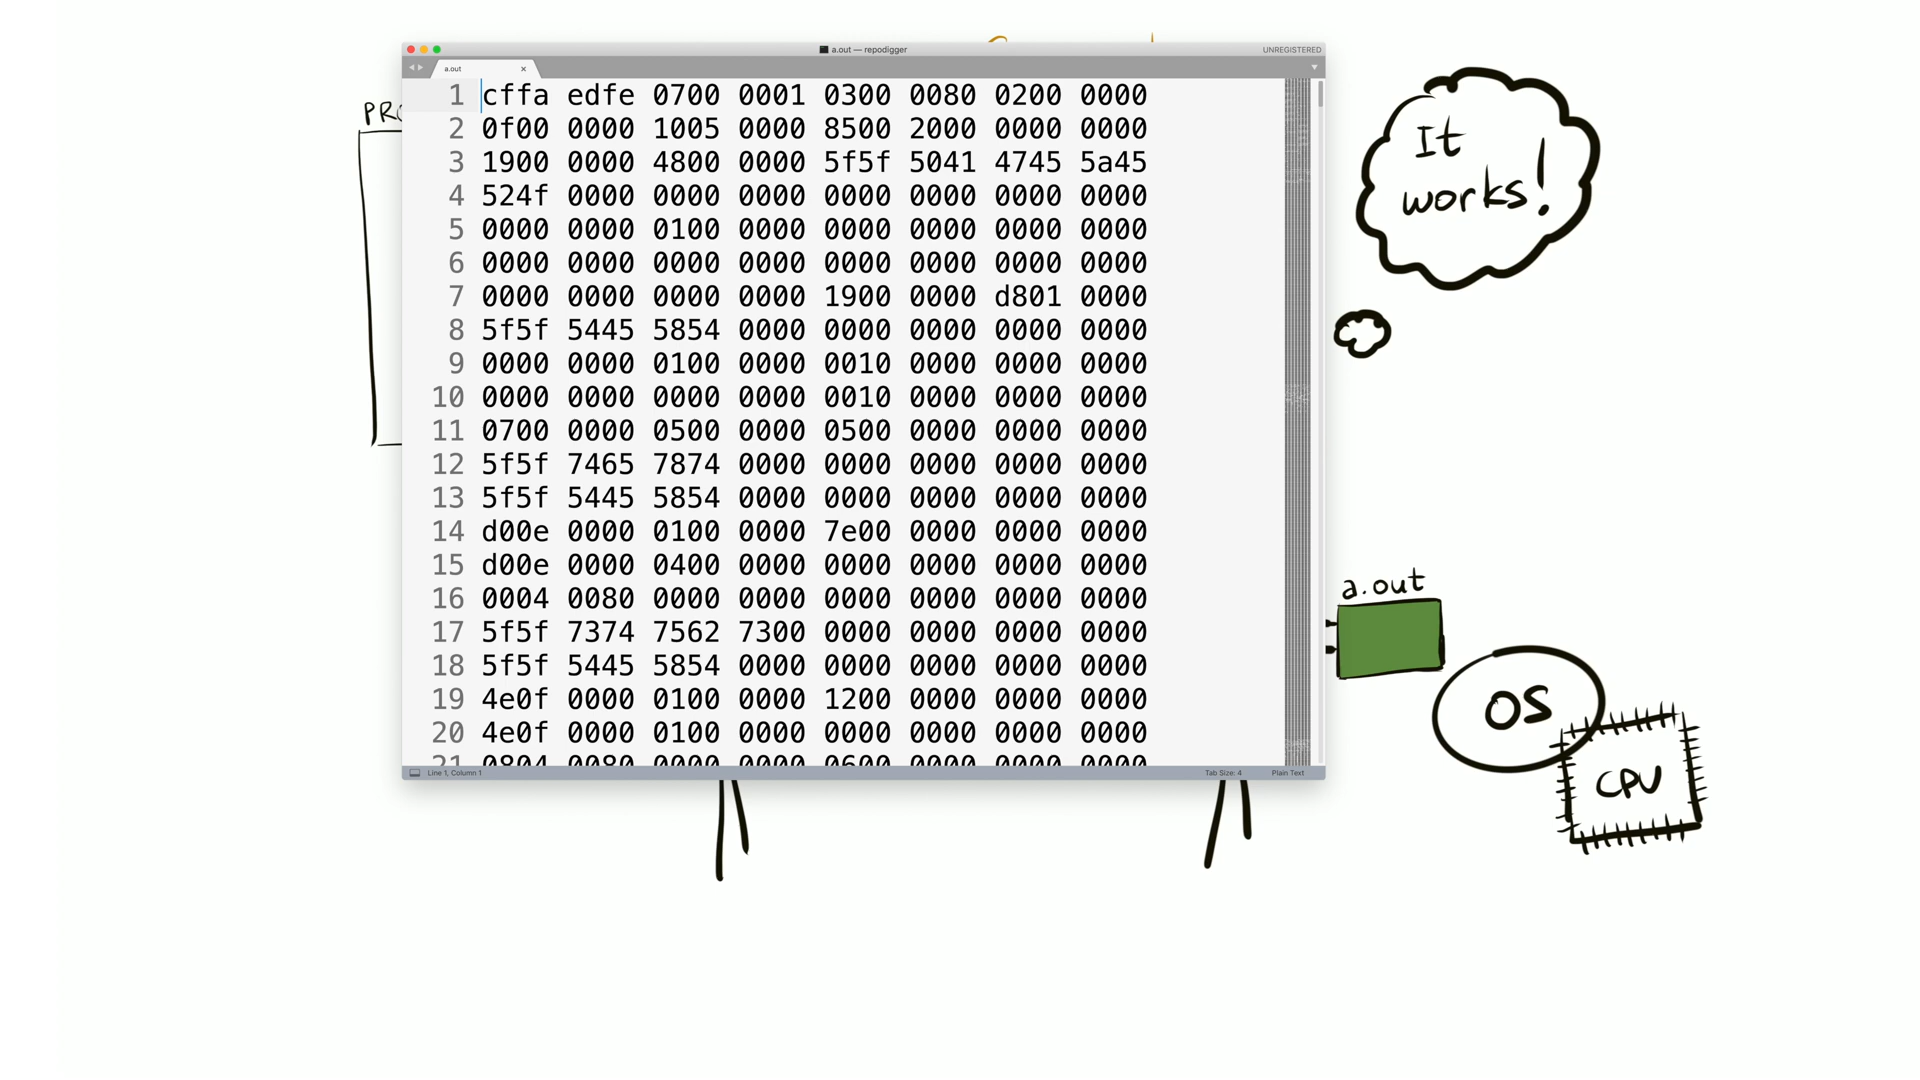 a.out — repodigger
UNREGISTERED
a.out
1 cffa edfe 0700 0001 0300 0080 0200 0000
2 0f00 0000 1005 0000 8500 2000 0000 0000
3 1900 0000 4800 0000 5f5f 5041 4745 5a45
4 524f 0000 0000 0000 0000 0000 0000 0000
5 0000 0000 0100 0000 0000 0000 0000 0000
6 0000 0000 0000 0000 0000 0000 0000 0000
7 0000 0000 0000 0000 1900 0000 d801 0000
8 5f5f 5445 5854 0000 0000 0000 0000 0000
9 0000 0000 0100 0000 0010 0000 0000 0000
10 0000 0000 0000 0000 0010 0000 0000 0000
11 0700 0000 0500 0000 0500 0000 0000 0000
12 5f5f 7465 7874 0000 0000 0000 0000 0000
13 5f5f 5445 5854 0000 0000 0000 0000 0000
14 d00e 0000 0100 0000 7e00 0000 0000 0000
15 d00e 0000 0400 0000 0000 0000 0000 0000
16 0004 0080 0000 0000 0000 0000 0000 0000
17 5f5f 7374 7562 7300 0000 0000 0000 0000
18 5f5f 5445 5854 0000 0000 0000 0000 0000
19 4e0f 0000 0100 0000 1200 0000 0000 0000
20 4e0f 0000 0100 0000 0000 0000 0000 0000
21 0804 0080 0000 0000 0600 0000 0000 0000
Line 1, Column 1
Tab Size: 4
Plain Text
It
works!
a.out
OS
CPU